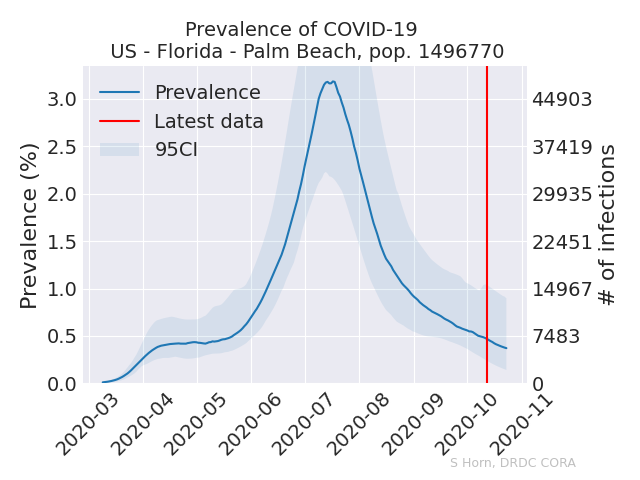 Prevalence of COVID-19
US - Florida - Palm Beach, pop. 1496770
Prevalence
Latest data
95CI
Prevalence (%)
3.0
2.5
2.0
1.5
1.0
0.5
0.0
44903
37419
29935
22451
14967
7483
0
# of infections
2020-03
2020-04
2020-05
2020-06
2020-07
2020-08
2020-09
2020-10
2020-11
S Horn, DRDC CORA